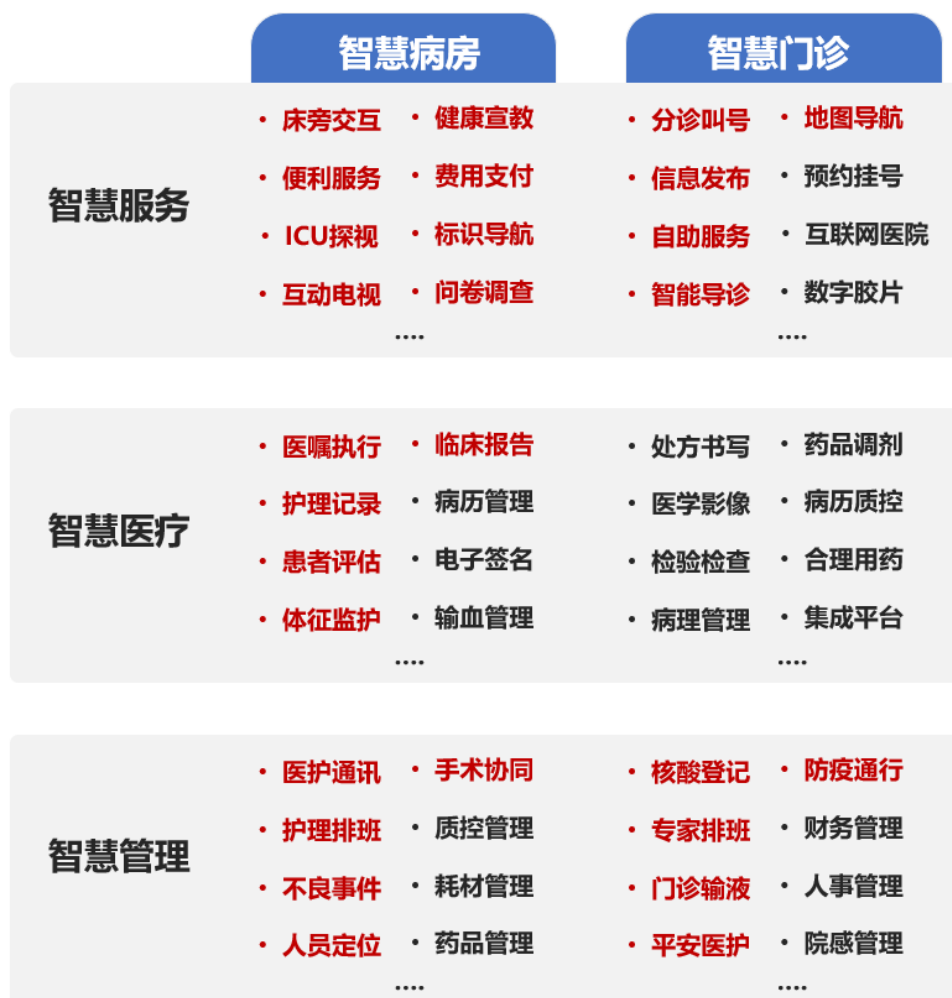 智慧病房 智慧门诊
智慧服务
• 床旁交互 • 健康宣教 • 分诊叫号 • 地图导航
• 便利服务 • 费用支付 • 信息发布 • 预约挂号
• ICU探视 • 标识导航 • 自助服务 • 互联网医院
• 互动电视 • 问卷调查 • 智能导诊 • 数字胶片
.... ....
智慧医疗
• 医嘱执行 • 临床报告 • 处方书写 • 药品调剂
• 护理记录 • 病历管理 • 医学影像 • 病历质控
• 患者评估 • 电子签名 • 检验检查 • 合理用药
• 体征监护 • 输血管理 • 病理管理 • 集成平台
.... ....
智慧管理
• 医护通讯 • 手术协同 • 核酸登记 • 防疫通行
• 护理排班 • 质控管理 • 专家排班 • 财务管理
• 不良事件 • 耗材管理 • 门诊输液 • 人事管理
• 人员定位 • 药品管理 • 平安医护 • 院感管理
.... ....